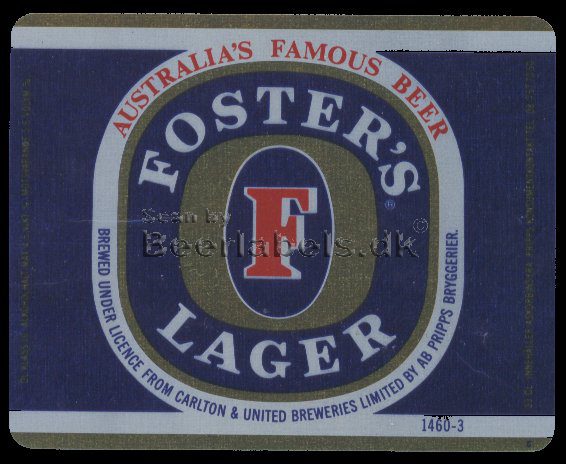 AUSTRALIA'S FAMOUS BEER
FOSTER'S
®
F
Scan by
Beerlabels.dk ©
LAGER
BREWED UNDER LICENCE FROM CARLTON & UNITED BREWERIES LIMITED BY AB PRIPPS BRYGGERIER.
1460-3